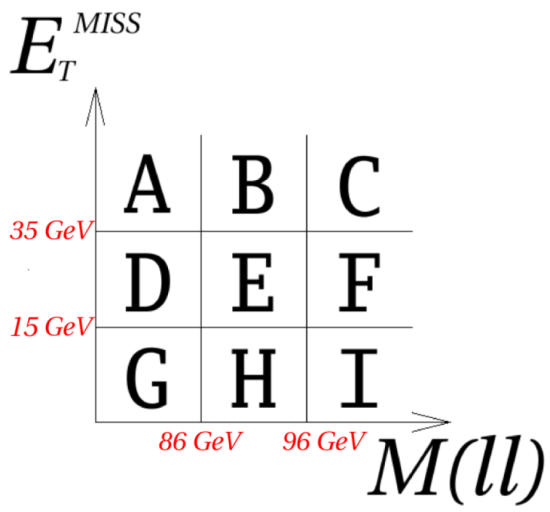 E_T^MISS
A B C
35 GeV
D E F
15 GeV
G H I
86 GeV 96 GeV
M(ll)